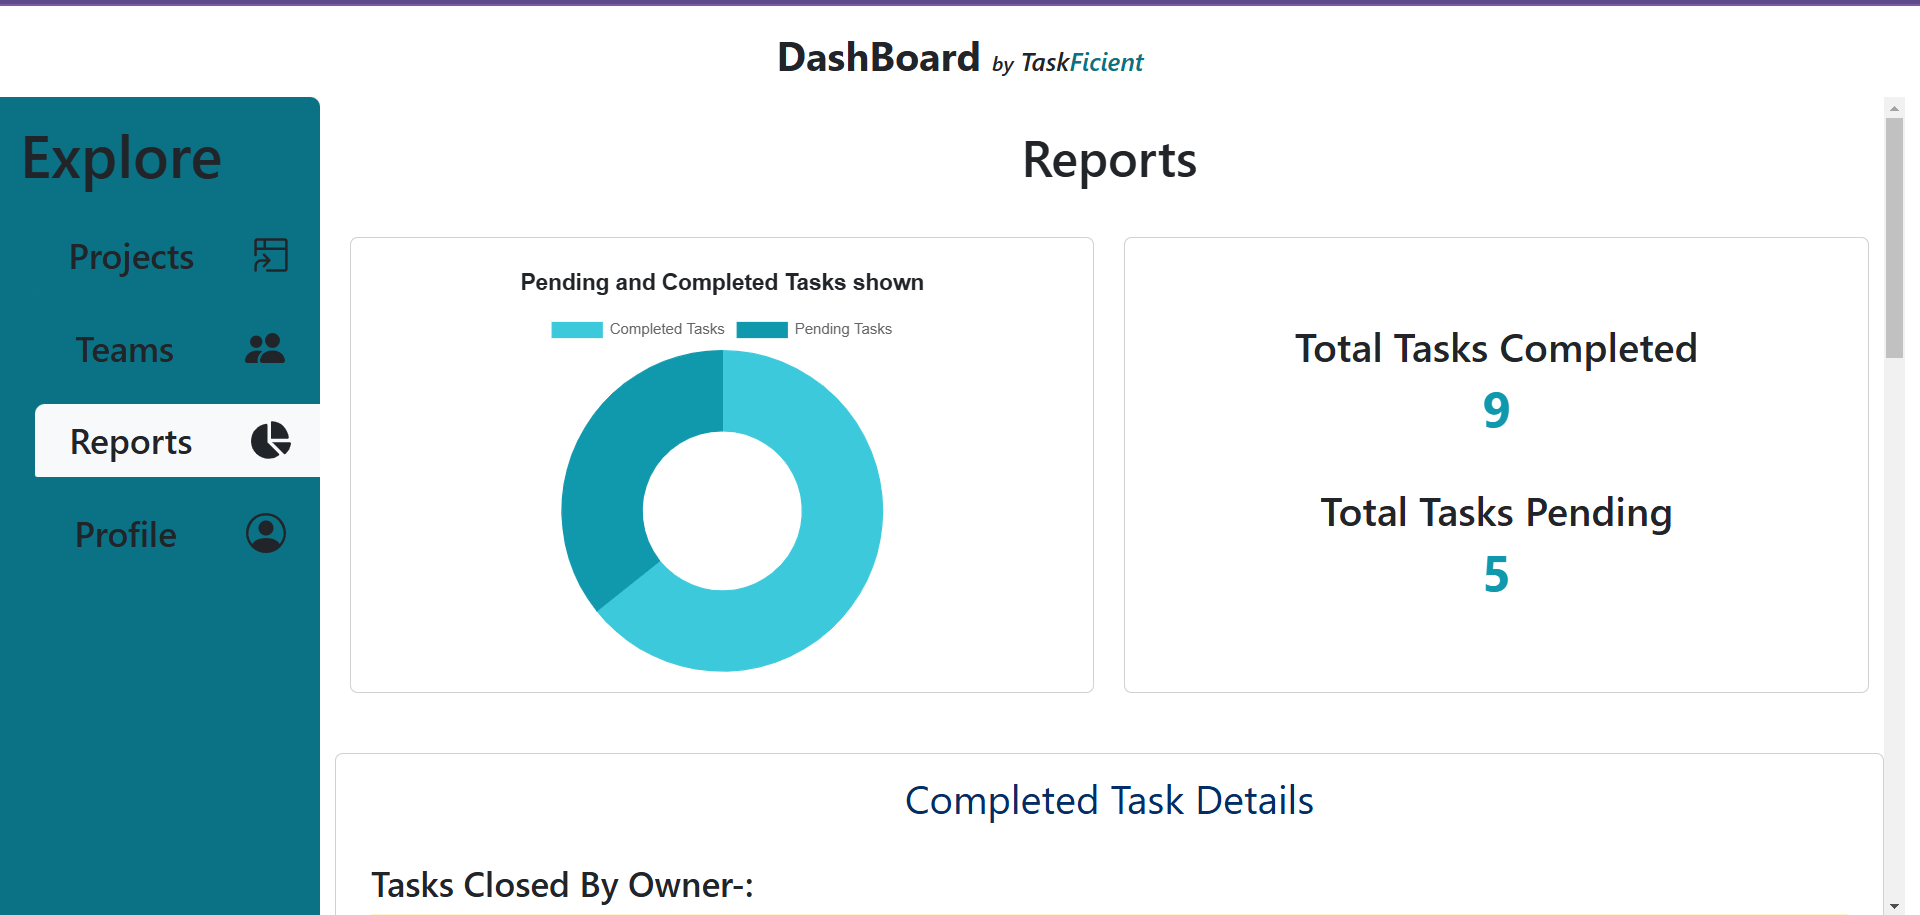 DashBoard by TaskFicient
Explore
Projects
Teams
Reports
Profile
Reports
Pending and Completed Tasks shown
Completed Tasks Pending Tasks
Total Tasks Completed
9
Total Tasks Pending
5
Completed Task Details
Tasks Closed By Owner-: